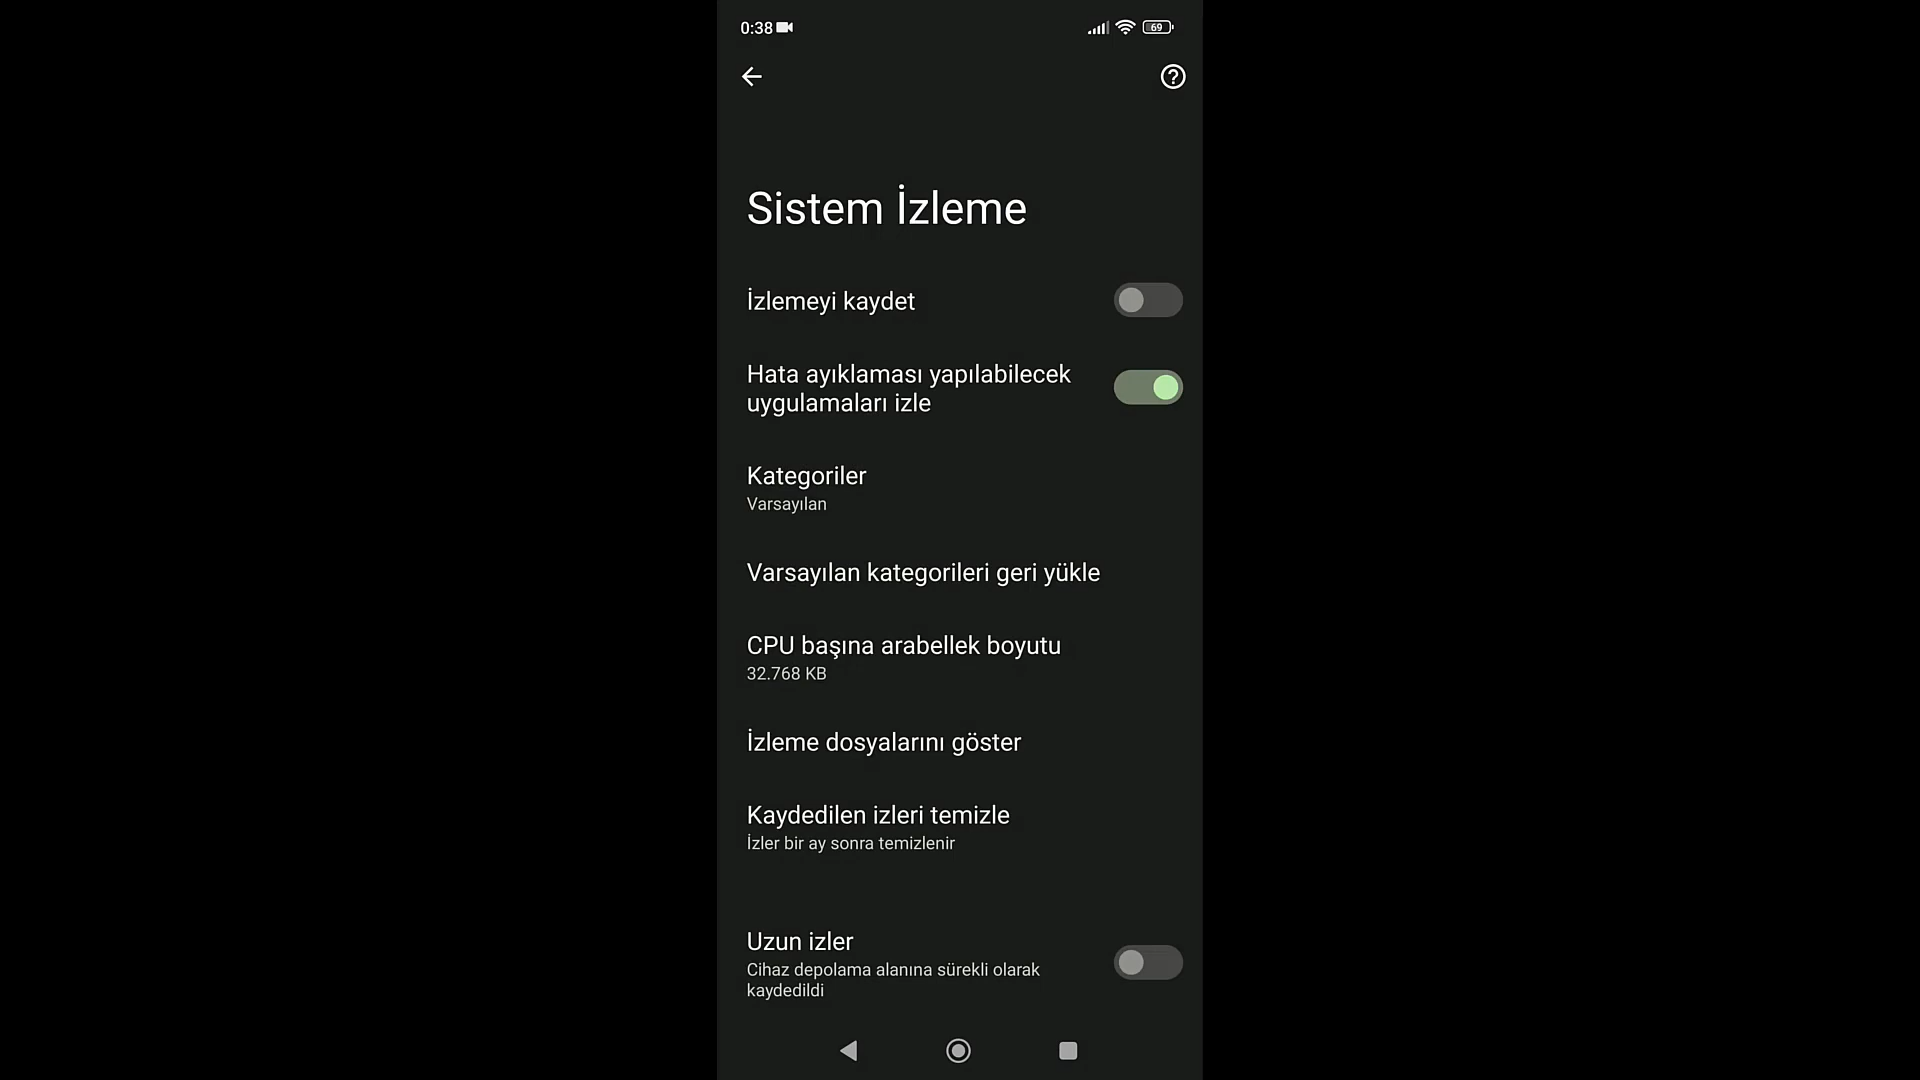 0:38
69
Sistem İzleme
İzlemeyi kaydet
Hata ayıklaması yapılabilecek
uygulamaları izle
Kategoriler
Varsayılan
Varsayılan kategorileri geri yükle
CPU başına arabellek boyutu
32.768 KB
İzleme dosyalarını göster
Kaydedilen izleri temizle
İzler bir ay sonra temizlenir
Uzun izler
Cihaz depolama alanına sürekli olarak
kaydedildi